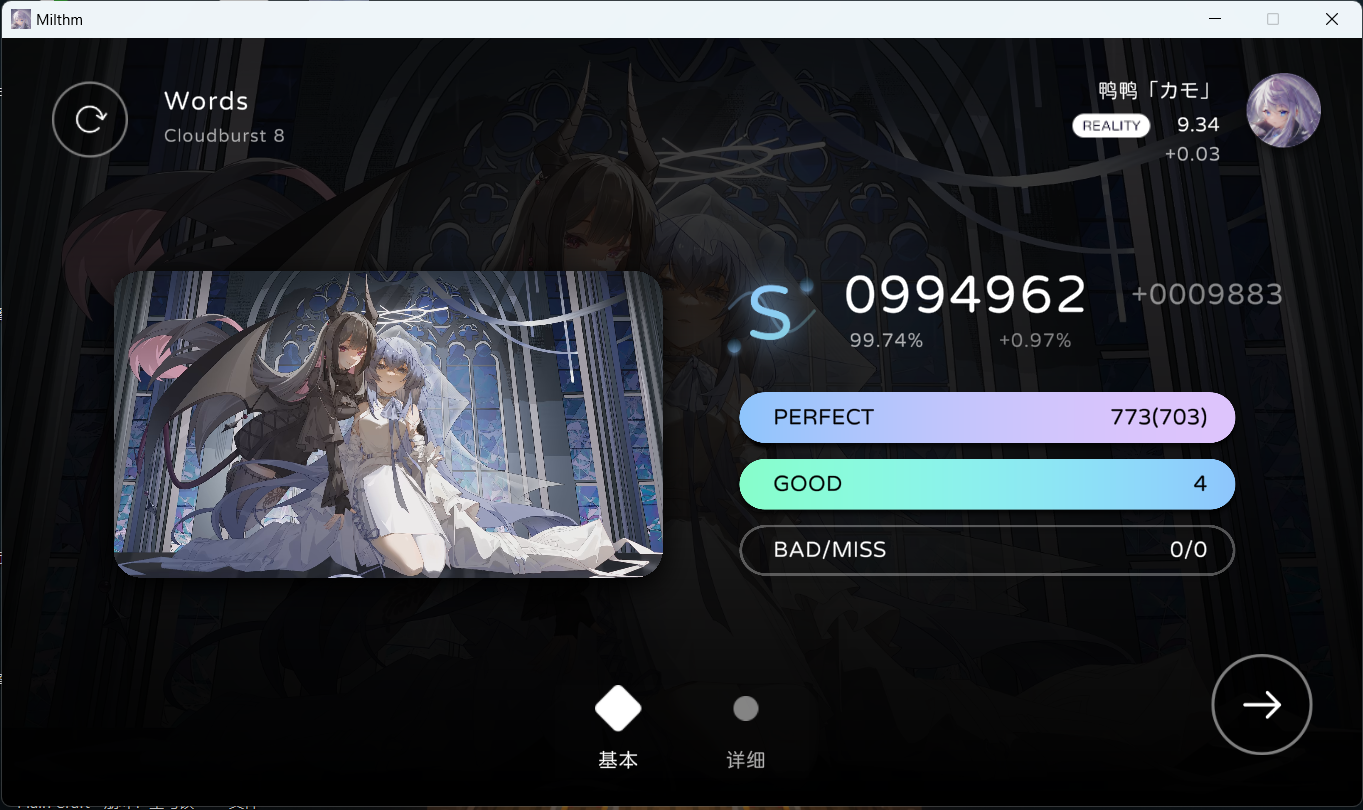 Milthm
Words
Cloudburst 8
鸭鸭「カモ」
REALITY 9.34
+0.03
S 0994962 +0009883
99.74% +0.97%
PERFECT 773(703)
GOOD 4
BAD/MISS 0/0
基本 详细